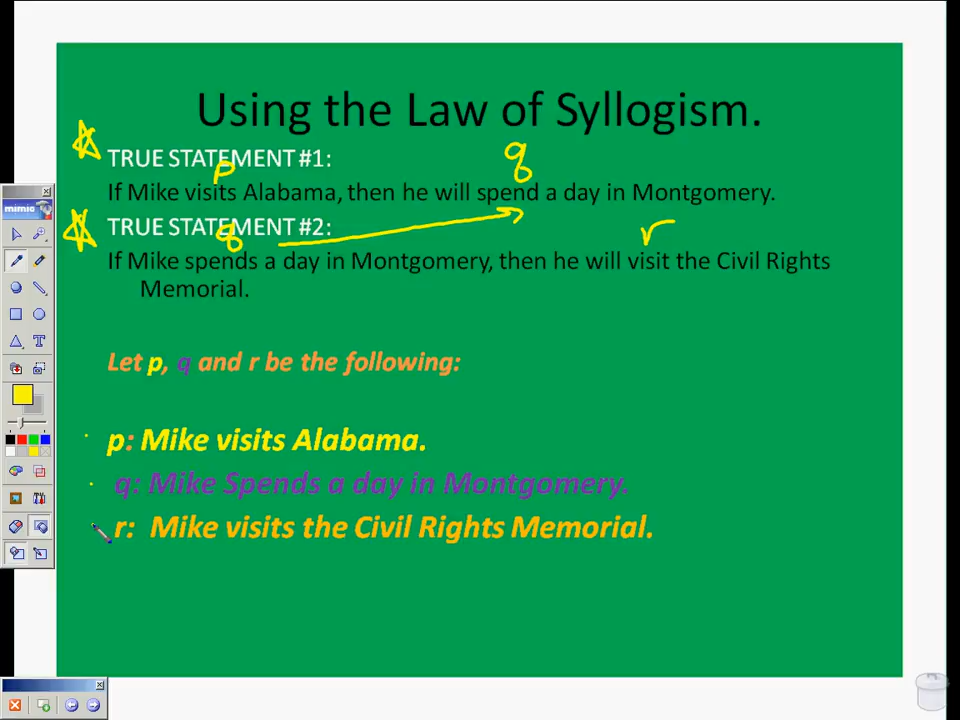 Using the Law of Syllogism.
TRUE STATEMENT #1:
p
q
If Mike visits Alabama, then he will spend a day in Montgomery.
TRUE STATEMENT #2:
q
r
If Mike spends a day in Montgomery, then he will visit the Civil Rights
Memorial.
mimio
Let p, q and r be the following:
p: Mike visits Alabama.
q: Mike Spends a day in Montgomery.
r: Mike visits the Civil Rights Memorial.
T